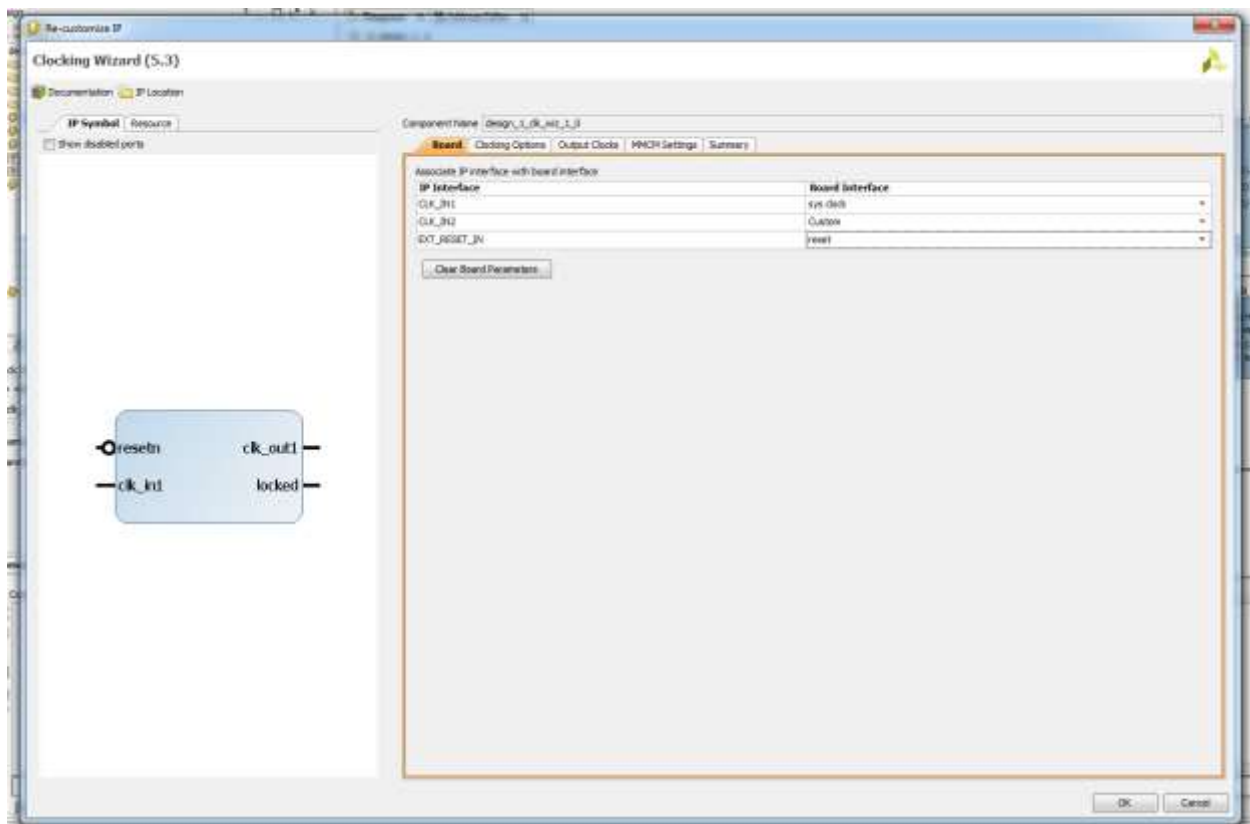 Re-customize IP
Clocking Wizard (5.3)
Documentation IP Location
IP Symbol Resource
Show disabled ports
Component Name design_1_clk_wiz_1_0
Board Clocking Options Output Clocks MMCM Settings Summary
Associate IP interface with board interface
IP Interface Board Interface
CLK_IN1 sys clock
CLK_IN2 Custom
EXT_RESET_IN reset
Clear Board Parameters
resetn clk_out1
clk_in1 locked
OK Cancel